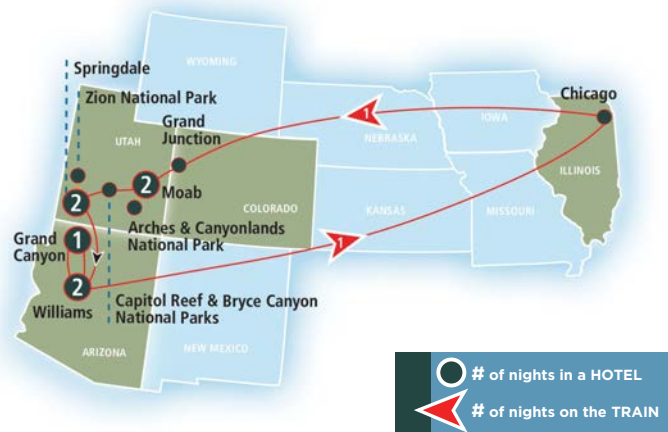 WYOMING
Springdale
Zion National Park
Chicago
Grand
Junction
1
IOWA
UTAH
NEBRASKA
ILLINOIS
2
Moab
2
COLORADO
KANSAS
MISSOURI
Arches & Canyonlands
National Park
Grand
Canyon
1
1
2
Williams
Capitol Reef & Bryce Canyon
National Parks
ARIZONA
NEW MEXICO
# of nights in a HOTEL
# of nights on the TRAIN